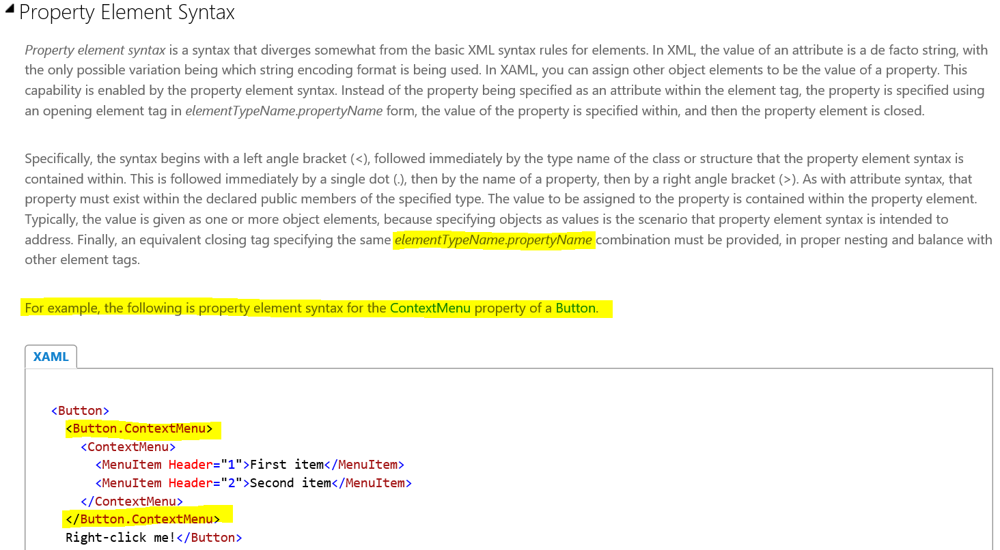 Property Element Syntax
Property element syntax is a syntax that diverges somewhat from the basic XML syntax rules for elements. In XML, the value of an attribute is a de facto string, with
the only possible variation being which string encoding format is being used. In XAML, you can assign other object elements to be the value of a property. This
capability is enabled by the property element syntax. Instead of the property being specified as an attribute within the element tag, the property is specified using
an opening element tag in elementTypeName.propertyName form, the value of the property is specified within, and then the property element is closed.
Specifically, the syntax begins with a left angle bracket (<), followed immediately by the type name of the class or structure that the property element syntax is
contained within. This is followed immediately by a single dot (.), then by the name of a property, then by a right angle bracket (>). As with attribute syntax, that
property must exist within the declared public members of the specified type. The value to be assigned to the property is contained within the property element.
Typically, the value is given as one or more object elements, because specifying objects as values is the scenario that property element syntax is intended to
address. Finally, an equivalent closing tag specifying the same elementTypeName.propertyName combination must be provided, in proper nesting and balance with
other element tags.
For example, the following is property element syntax for the ContextMenu property of a Button.
XAML
<Button>
<Button.ContextMenu>
<ContextMenu>
<MenuItem Header="1">First item</MenuItem>
<MenuItem Header="2">Second item</MenuItem>
</ContextMenu>
</Button.ContextMenu>
Right-click me!</Button>